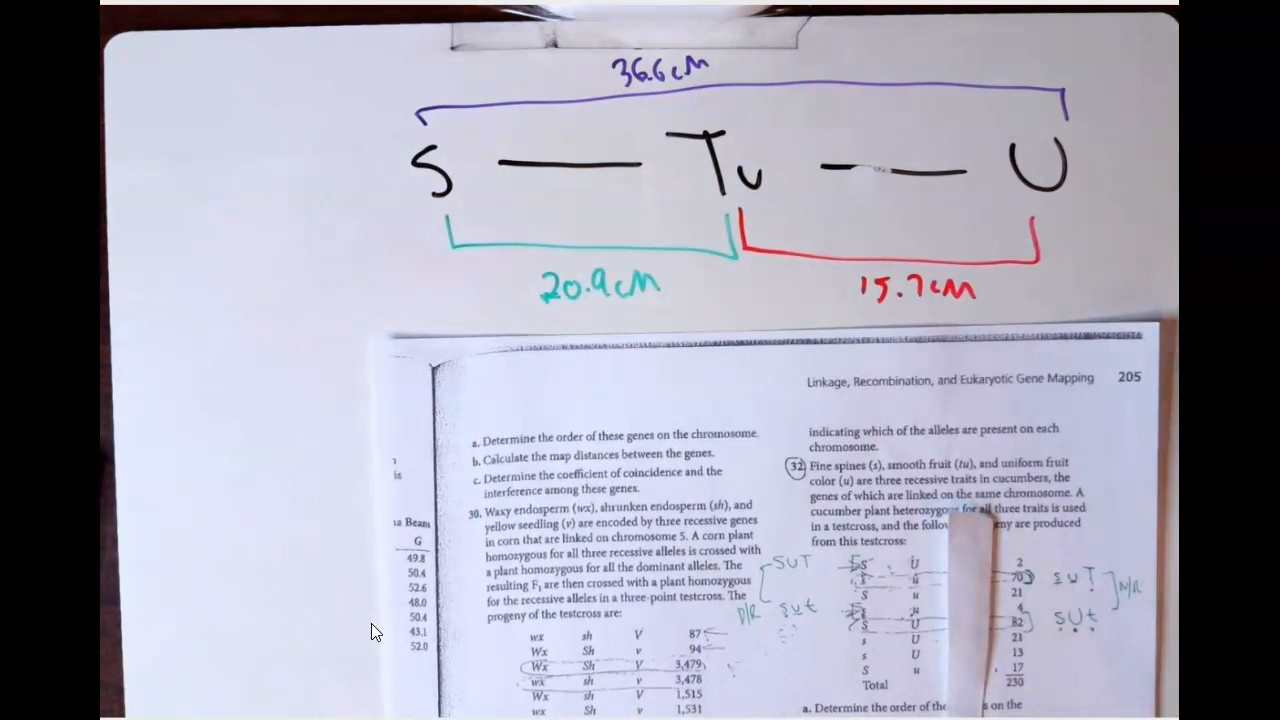 36.6cM
S — Tu — U
20.9cM
15.7cM
Linkage, Recombination, and Eukaryotic Gene Mapping 205
is
a Beans
G
49.8
50.4
52.6
48.0
50.4
43.1
52.0
a. Determine the order of these genes on the chromosome.
b. Calculate the map distances between the genes.
c. Determine the coefficient of coincidence and the
interference among these genes.
30. Waxy endosperm (wx), shrunken endosperm (sh), and
yellow seedling (v) are encoded by three recessive genes
in corn that are linked on chromosome 5. A corn plant
homozygous for all three recessive alleles is crossed with
a plant homozygous for all the dominant alleles. The
resulting F1 are then crossed with a plant homozygous
for the recessive alleles in a three-point testcross. The
progeny of the testcross are:
wx sh V 87
Wx Sh v 94
Wx Sh V 3,479
wx sh v 3,478
Wx sh V 1,515
wx Sh v 1,531
indicating which of the alleles are present on each
chromosome.
32. Fine spines (s), smooth fruit (tu), and uniform fruit
color (u) are three recessive traits in cucumbers, the
genes of which are linked on the same chromosome. A
cucumber plant heterozygous for all three traits is used
in a testcross, and the follow eny are produced
from this testcross:
SUT S U 2
s u 70 s u T N/R
S u 21
D/R s u t s u 4
S U 82 S U t
s U 21
s U 13
S u 17
Total 230
a. Determine the order of the s on the